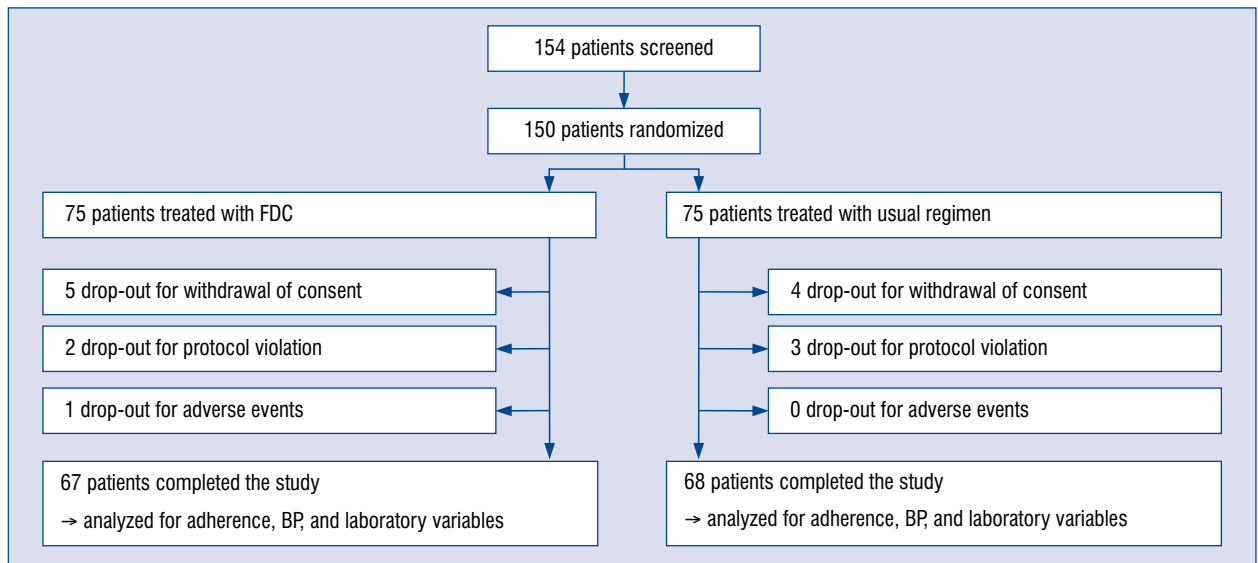 154 patients screened
150 patients randomized
75 patients treated with FDC
75 patients treated with usual regimen
5 drop-out for withdrawal of consent
4 drop-out for withdrawal of consent
2 drop-out for protocol violation
3 drop-out for protocol violation
1 drop-out for adverse events
0 drop-out for adverse events
67 patients completed the study
→ analyzed for adherence, BP, and laboratory variables
68 patients completed the study
→ analyzed for adherence, BP, and laboratory variables